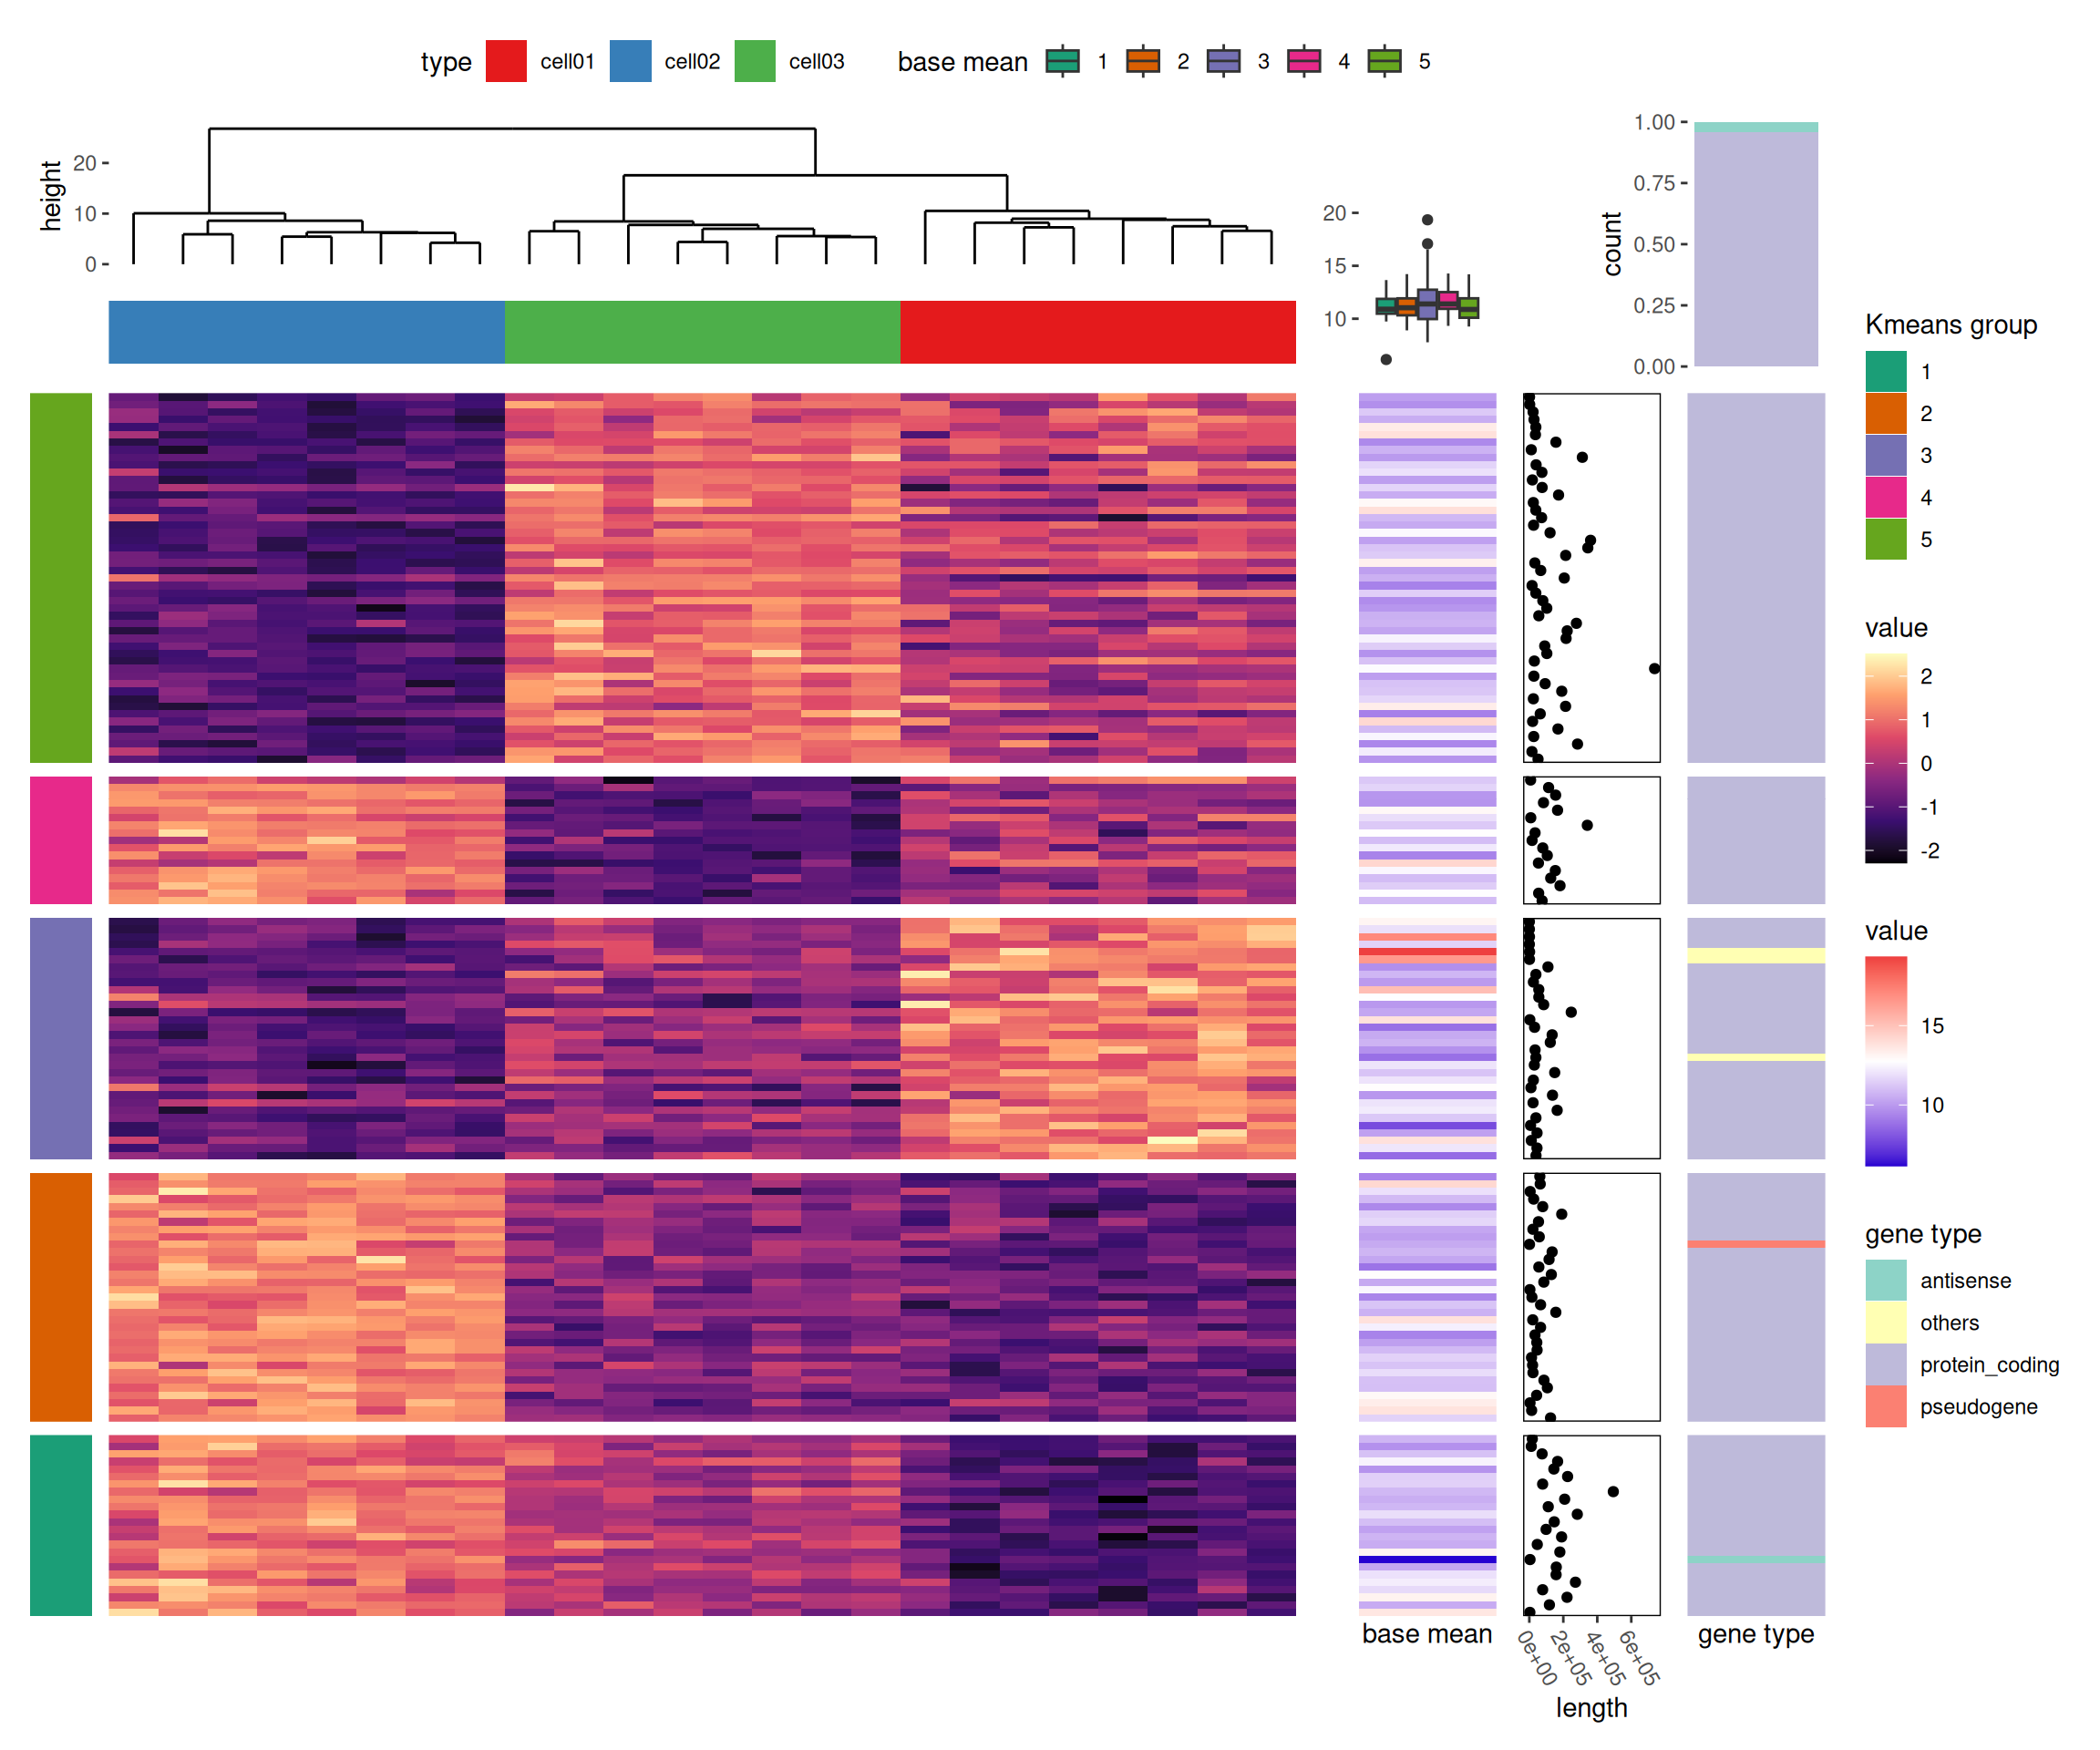 type cell01 cell02 cell03 base mean 1 2 3 4 5
height
20
10
0
20
15
10
count
1.00
0.75
0.50
0.25
0.00
Kmeans group
1
2
3
4
5
value
2
1
0
-1
-2
value
15
10
gene type
antisense
others
protein_coding
pseudogene
base mean
0e+00 2e+05 4e+05 6e+05
length
gene type